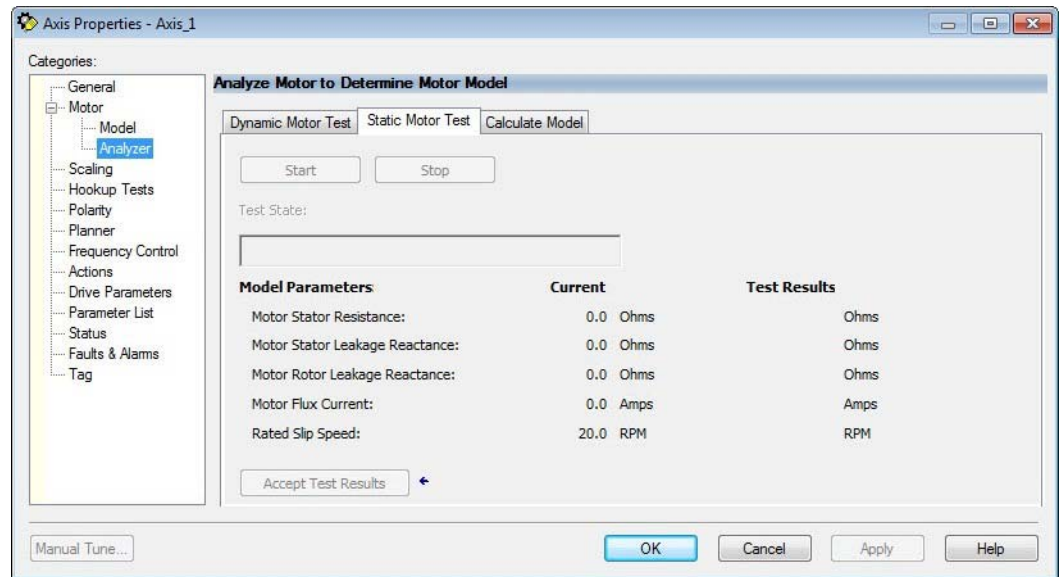 Axis Properties - Axis_1
Categories:
General
Motor
Model
Analyzer
Scaling
Hookup Tests
Polarity
Planner
Frequency Control
Actions
Drive Parameters
Parameter List
Status
Faults & Alarms
Tag
Analyze Motor to Determine Motor Model
Dynamic Motor Test Static Motor Test Calculate Model
Start Stop
Test State:
Model Parameters: Current Test Results
Motor Stator Resistance: 0.0 Ohms Ohms
Motor Stator Leakage Reactance: 0.0 Ohms Ohms
Motor Rotor Leakage Reactance: 0.0 Ohms Ohms
Motor Flux Current: 0.0 Amps Amps
Rated Slip Speed: 20.0 RPM RPM
Accept Test Results
Manual Tune... OK Cancel Apply Help